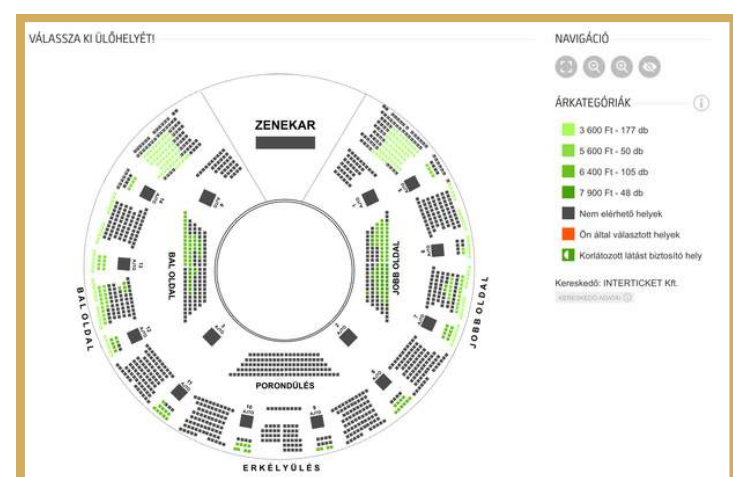 VÁLASSZA KI ÜLŐHELYÉT!
NAVIGÁCIÓ
ÁRKATEGÓRIÁK
3 600 Ft - 177 db
5 600 Ft - 50 db
6 400 Ft - 105 db
7 900 Ft - 48 db
Nem elérhető helyek
Ön által választott helyek
Korlátozott látást biztosító hely
Kereskedő: INTERTICKET Kft.
KERESKEDŐ ADATAI
ZENEKAR
BAL OLDAL
JOBB OLDAL
BAL OLDAL
JOBB OLDAL
PORONDÜLÉS
ERKÉLYÜLÉS